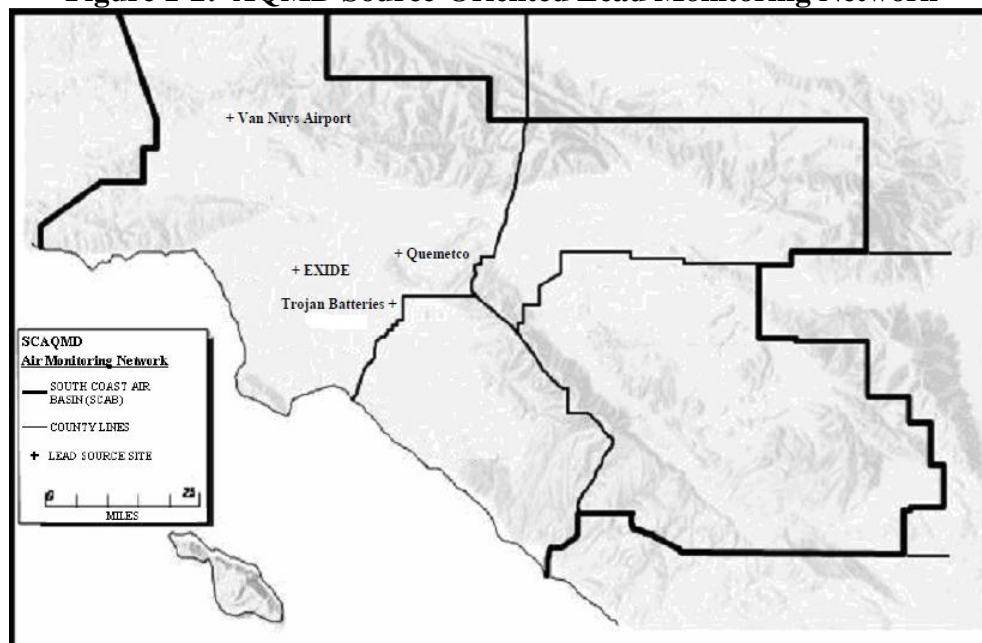 Figure 1-2: AQMD Source-Oriented Lead Monitoring Network
+ Van Nuys Airport
+ Quemetco
+ EXIDE
Trojan Batteries +
SCAQMD
Air Monitoring Network
SOUTH COAST AIR
BASIN (SCAB)
COUNTY LINES
+ LEAD SOURCE SITE
0 25
MILES